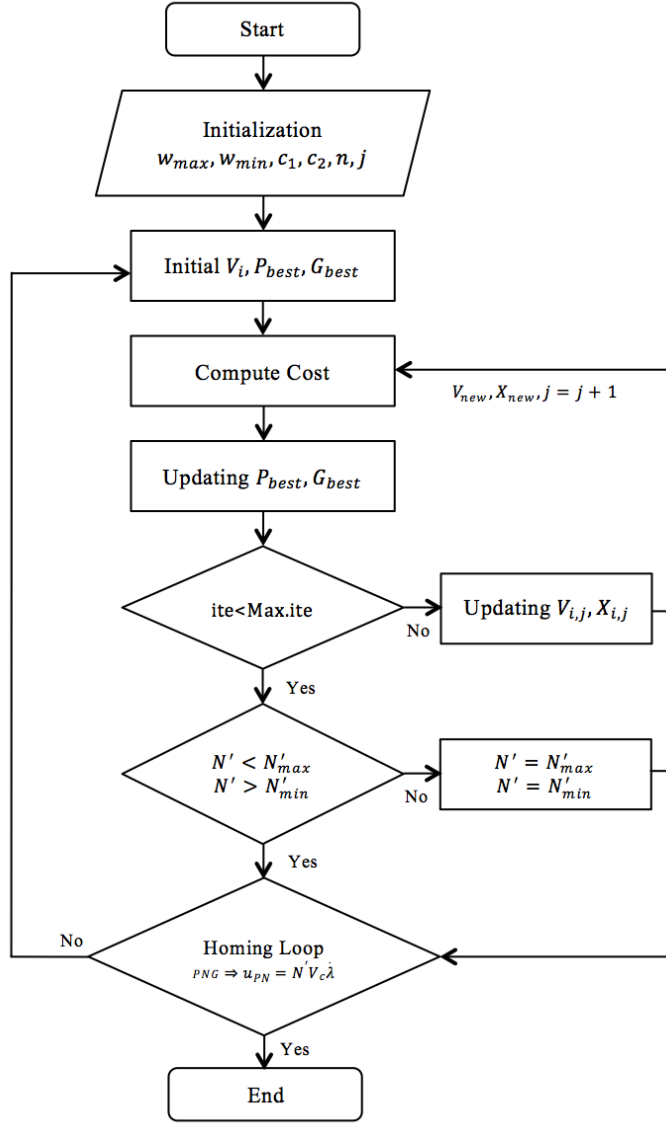 Start
Initialization
w_max, w_min, c_1, c_2, n, j
Initial V_i, P_best, G_best
Compute Cost
V_new, X_new, j = j + 1
Updating P_best, G_best
ite<Max.ite
No
Updating V_i,j, X_i,j
Yes
N′ < N′_max
N′ > N′_min
No
N′ = N′_max
N′ = N′_min
Yes
No
Homing Loop
PNG ⇒ u_PN = N′V_c λ̇
Yes
End